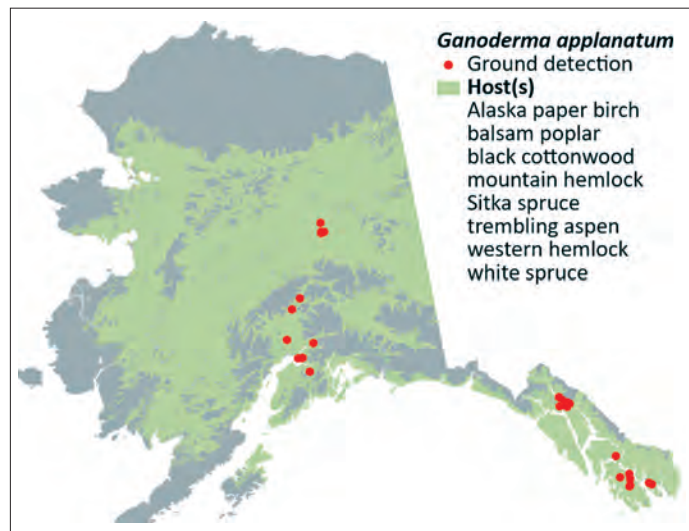 Ganoderma applanatum
Ground detection
Host(s)
Alaska paper birch
balsam poplar
black cottonwood
mountain hemlock
Sitka spruce
trembling aspen
western hemlock
white spruce